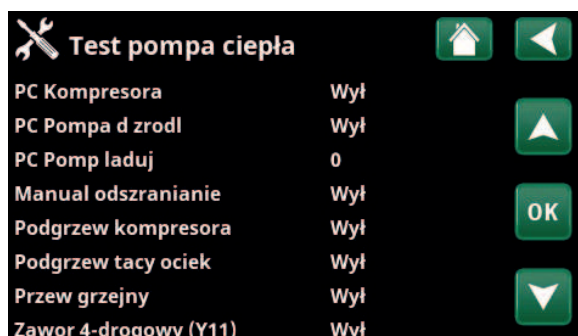 Test pompa ciepła
PC Kompresora Wył
PC Pompa d zrodl Wył
PC Pomp laduj 0
Manual odszranianie Wył
Podgrzew kompresora Wył
OK
Podgrzew tacy ociek Wył
Przew grzejny Wył
Zawor 4-drogowy (Y11) Wył